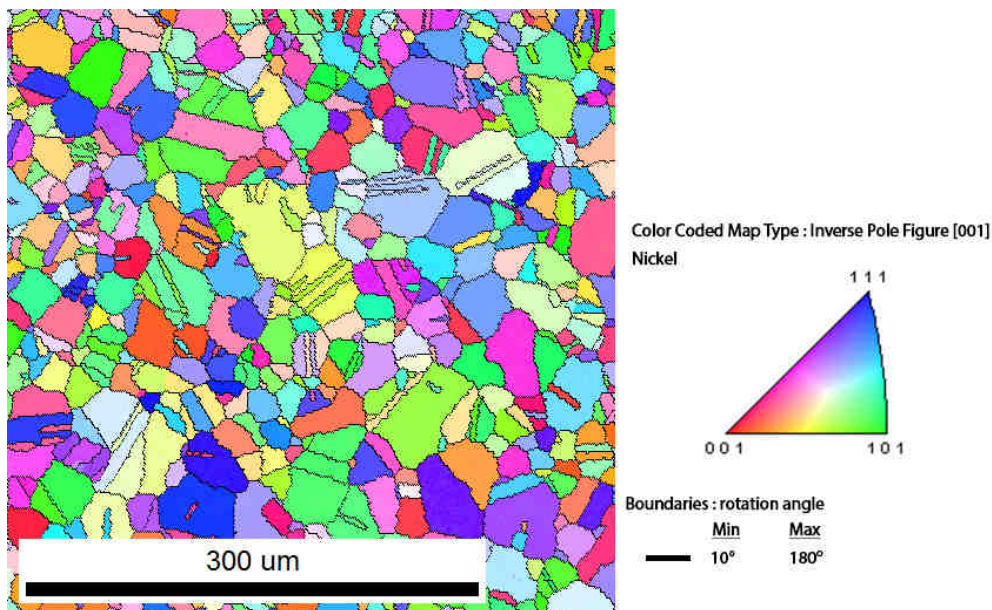 Color Coded Map Type : Inverse Pole Figure [001]
Nickel
1 1 1
0 0 1
1 0 1
Boundaries : rotation angle
Min Max
10° 180°
300 um